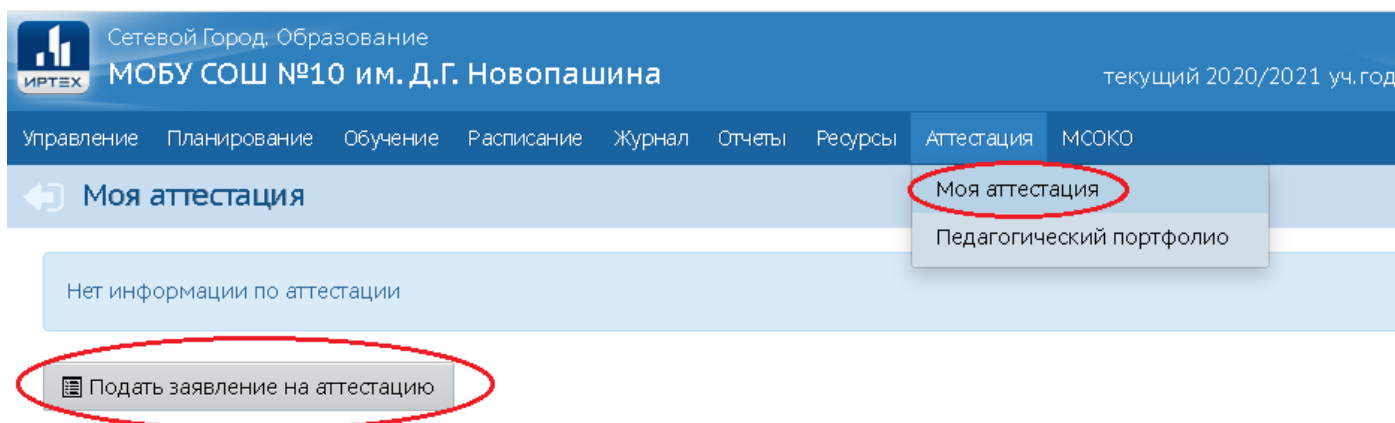 Сетевой Город. Образование
ИРТЕХ МОБУ СОШ №10 им. Д.Г. Новопашина
текущий 2020/2021 уч.год
Управление Планирование Обучение Расписание Журнал Отчеты Ресурсы Аттестация МСОКО
Моя аттестация
Моя аттестация
Педагогический портфолио
Нет информации по аттестации
Подать заявление на аттестацию